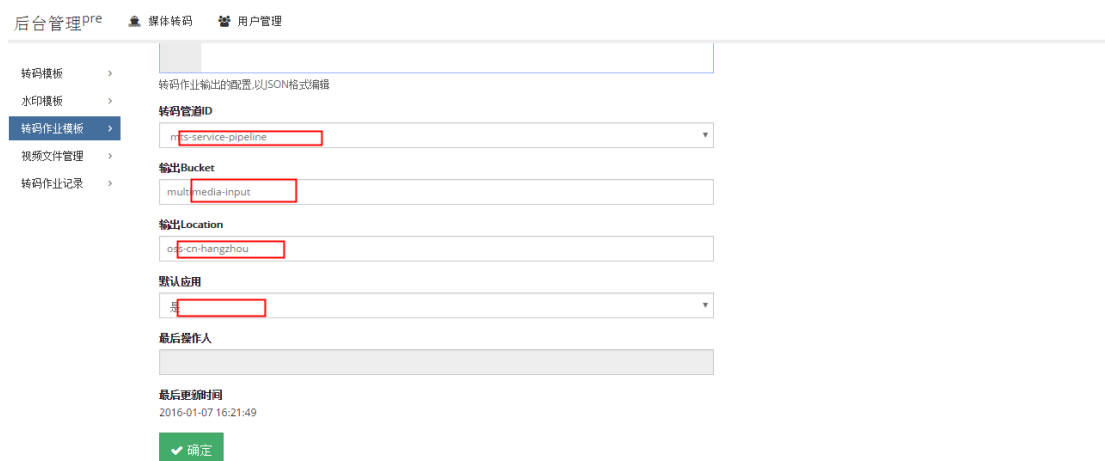 后台管理pre
媒体转码
用户管理
转码模板
水印模板
转码作业模板
视频文件管理
转码作业记录
转码作业输出的配置,以JSON格式编辑
转码管道ID
mts-service-pipeline
输出Bucket
multimedia-input
输出Location
oss-cn-hangzhou
默认应用
是
最后操作人
最后更新时间
2016-01-07 16:21:49
确定